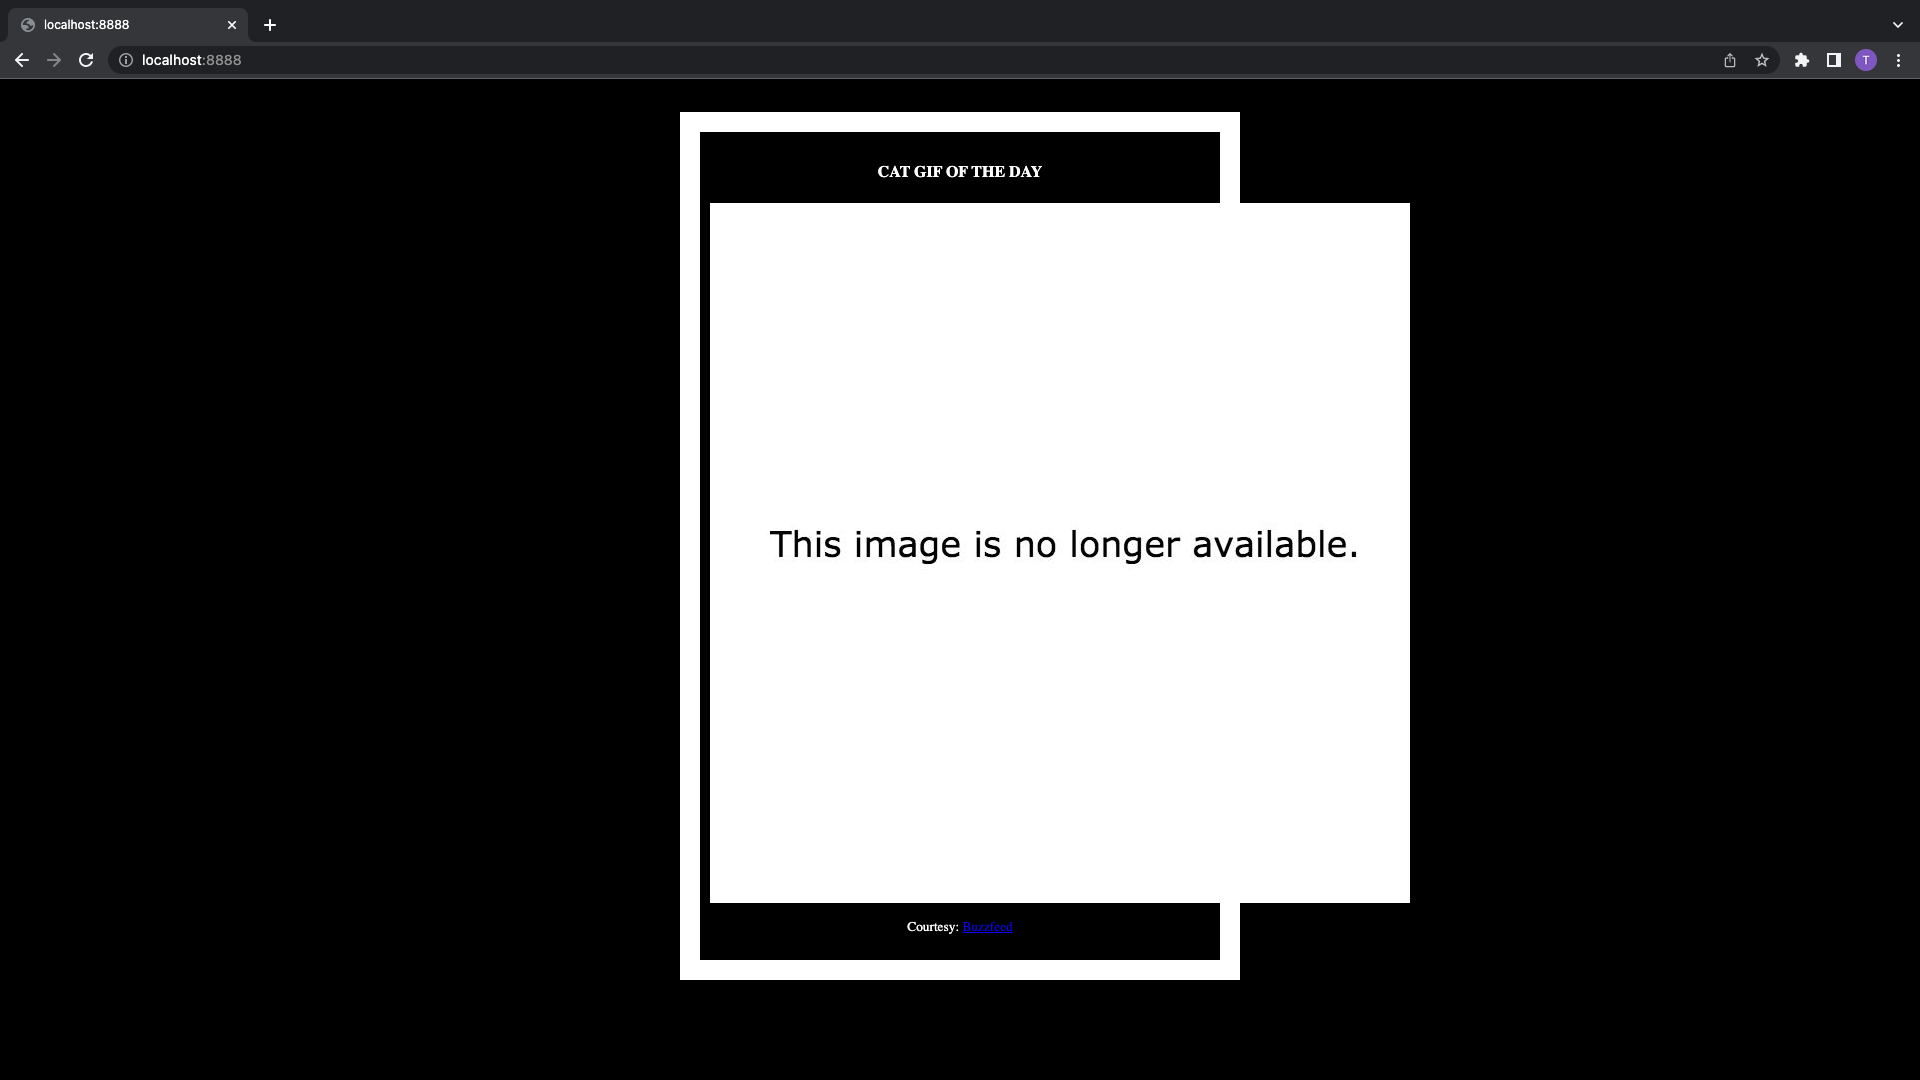 localhost:8888
localhost:8888
T
CAT GIF OF THE DAY
This image is no longer available.
Courtesy: Buzzfeed